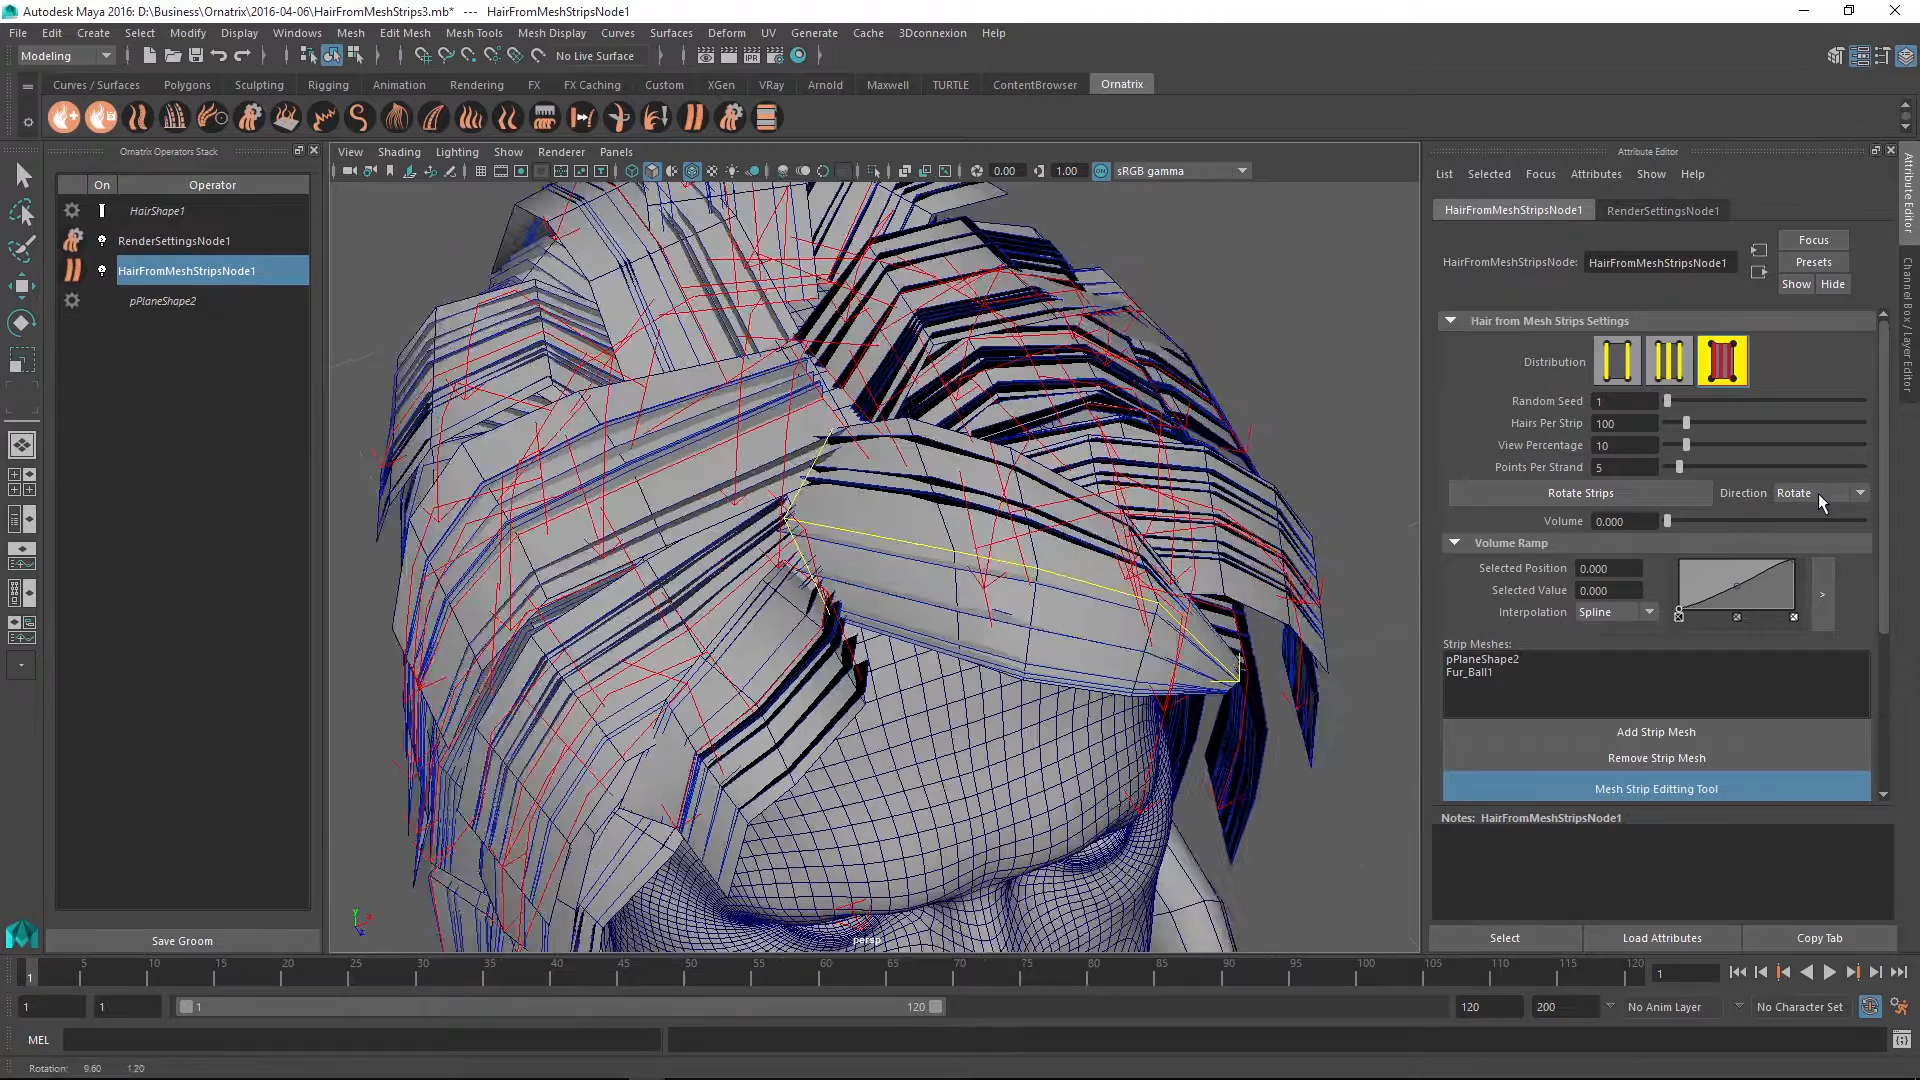 Autodesk Maya 2016: D:\Business\Ornatrix\2016-04-06\HairFromMeshStrips3.mb* --- HairFromMeshStripsNode1
File Edit Create Select Modify Display Windows Mesh Edit Mesh Mesh Tools Mesh Display Curves Surfaces Deform UV Generate Cache 3Dconnexion Help
Modeling No Live Surface IPR
Curves / Surfaces Polygons Sculpting Rigging Animation Rendering FX FX Caching Custom XGen VRay Arnold Maxwell TURTLE ContentBrowser Ornatrix
Ornatrix Operators Stack
On Operator
HairShape1
RenderSettingsNode1
HairFromMeshStripsNode1
pPlaneShape2
Save Groom
View Shading Lighting Show Renderer Panels
0.00 1.00 ON sRGB gamma
persp
Attribute Editor
List Selected Focus Attributes Show Help
HairFromMeshStripsNode1 RenderSettingsNode1
Focus
HairFromMeshStripsNode: HairFromMeshStripsNode1
Presets
Show Hide
Hair from Mesh Strips Settings
Distribution
Random Seed 1
Hairs Per Strip 100
View Percentage 10
Points Per Strand 5
Rotate Strips Direction Rotate
Volume 0.000
Volume Ramp
Selected Position 0.000
Selected Value 0.000
Interpolation Spline
>
Strip Meshes:
pPlaneShape2
Fur_Ball1
Add Strip Mesh
Remove Strip Mesh
Mesh Strip Editting Tool
Notes: HairFromMeshStripsNode1
Select Load Attributes Copy Tab
Attribute Editor
Channel Box / Layer Editor
5 10 15 20 25 30 35 40 45 50 55 60 65 70 75 80 85 90 95 100 105 110 115 120
1 1
1 1 1 120 120 200 No Anim Layer No Character Set
MEL
Rotation: 9.60 1.20